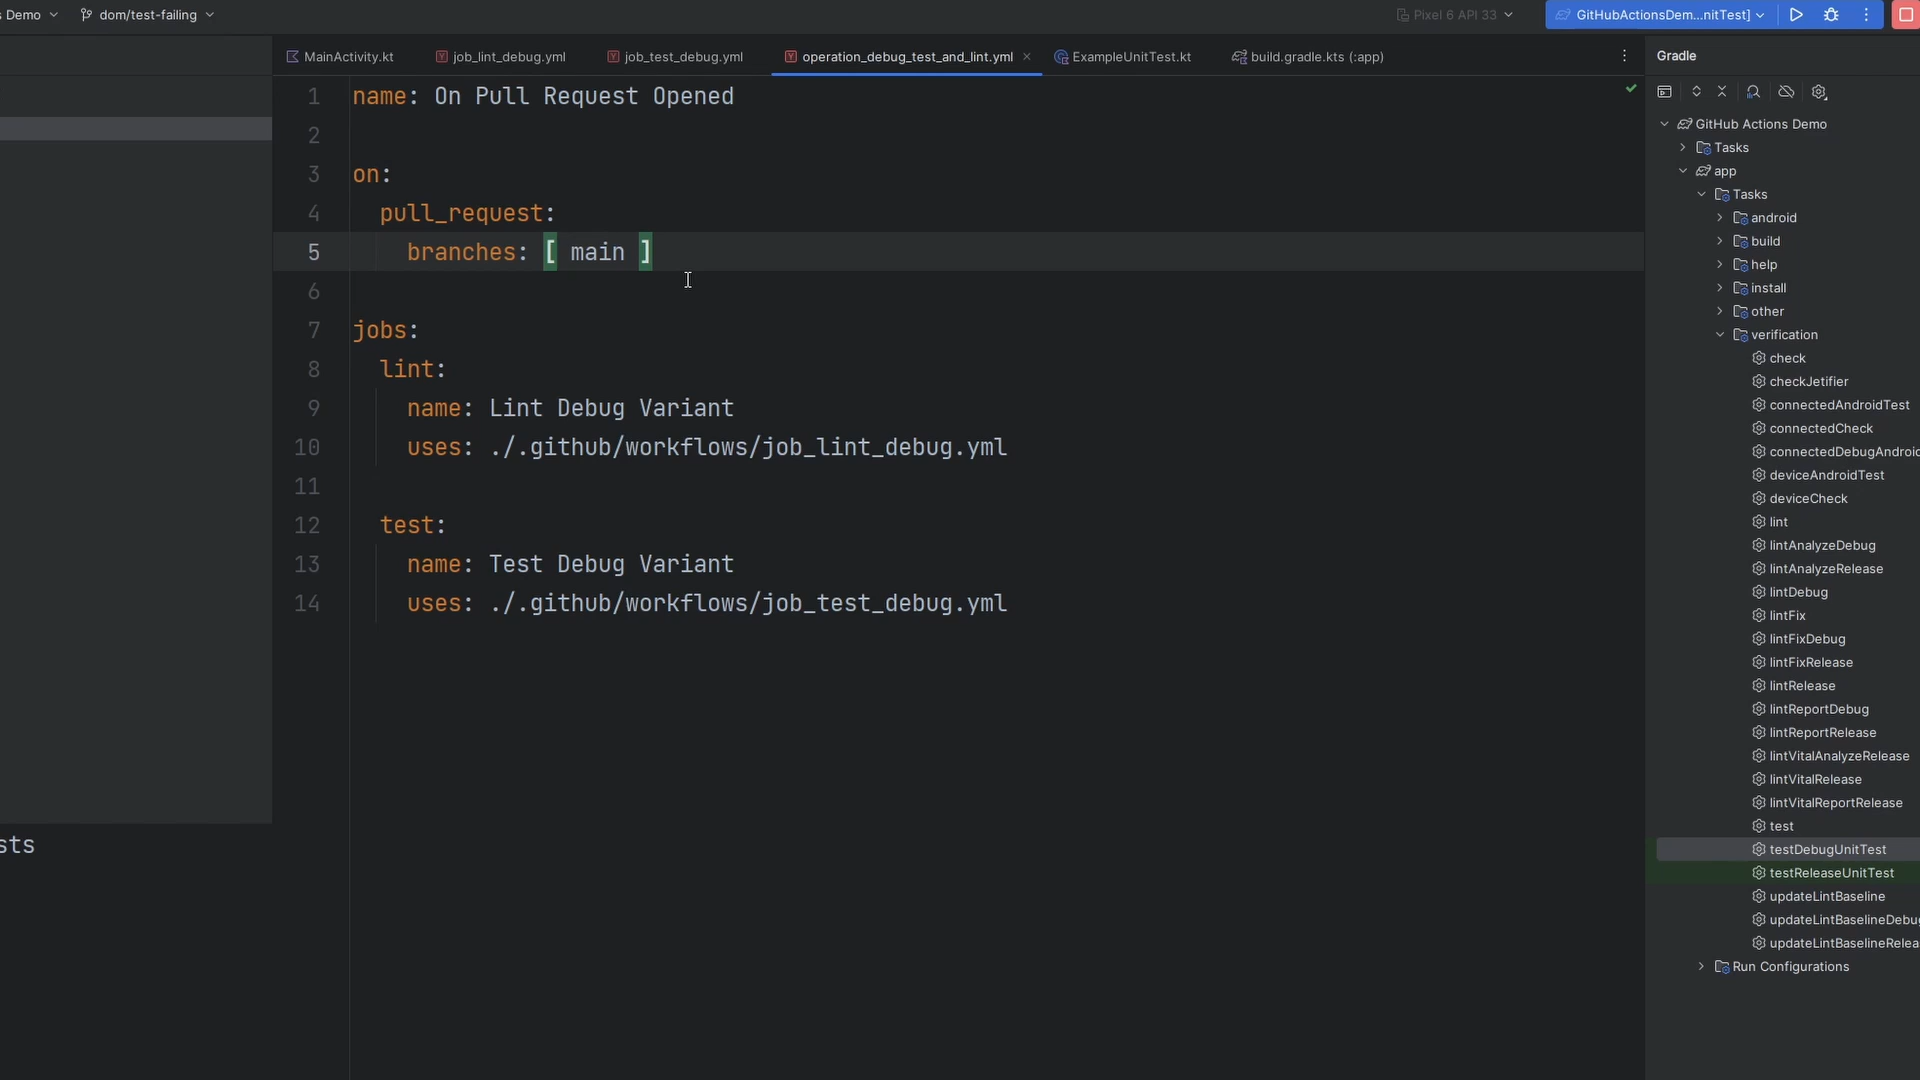 s Demo
dom/test-failing
Pixel 6 API 33
GitHubActionsDem...nitTest]
MainActivity.kt
job_lint_debug.yml
job_test_debug.yml
operation_debug_test_and_lint.yml
ExampleUnitTest.kt
build.gradle.kts (:app)
Gradle
1 name: On Pull Request Opened
2
3 on:
4 pull_request:
5 branches: [ main ]
6
7 jobs:
8 lint:
9 name: Lint Debug Variant
10 uses: ./.github/workflows/job_lint_debug.yml
11
12 test:
13 name: Test Debug Variant
14 uses: ./.github/workflows/job_test_debug.yml
sts
GitHub Actions Demo
Tasks
app
Tasks
android
build
help
install
other
verification
check
checkJetifier
connectedAndroidTest
connectedCheck
connectedDebugAndroid
deviceAndroidTest
deviceCheck
lint
lintAnalyzeDebug
lintAnalyzeRelease
lintDebug
lintFix
lintFixDebug
lintFixRelease
lintRelease
lintReportDebug
lintReportRelease
lintVitalAnalyzeRelease
lintVitalRelease
lintVitalReportRelease
test
testDebugUnitTest
testReleaseUnitTest
updateLintBaseline
updateLintBaselineDebug
updateLintBaselineRelea
Run Configurations